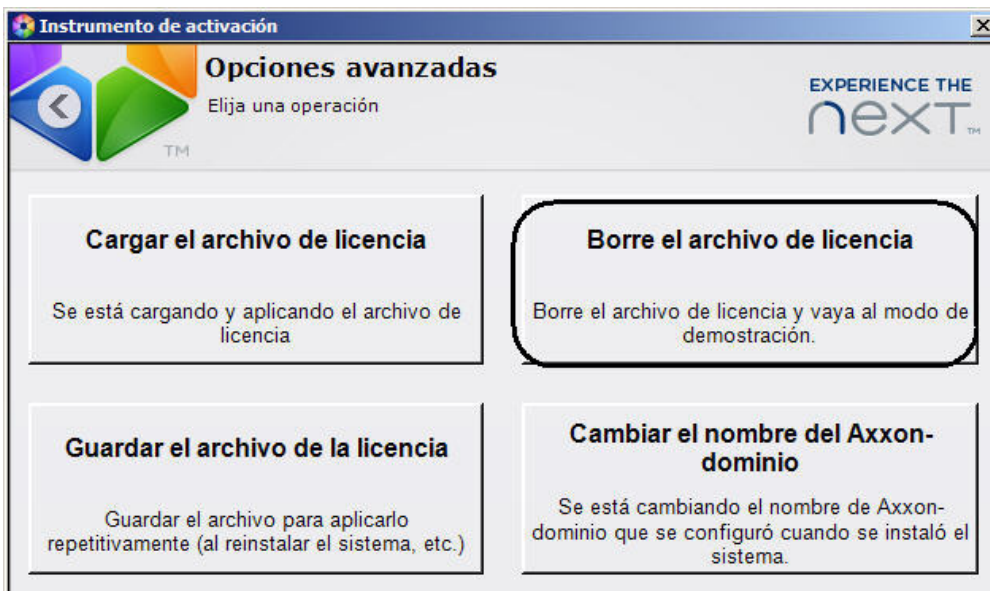 Instrumento de activación
Opciones avanzadas
Elija una operación
EXPERIENCE THE
next™
TM
Cargar el archivo de licencia
Se está cargando y aplicando el archivo de
licencia
Borre el archivo de licencia
Borre el archivo de licencia y vaya al modo de
demostración.
Guardar el archivo de la licencia
Guardar el archivo para aplicarlo
repetitivamente (al reinstalar el sistema, etc.)
Cambiar el nombre del Axxon-
dominio
Se está cambiando el nombre de Axxon-
dominio que se configuró cuando se instaló el
sistema.